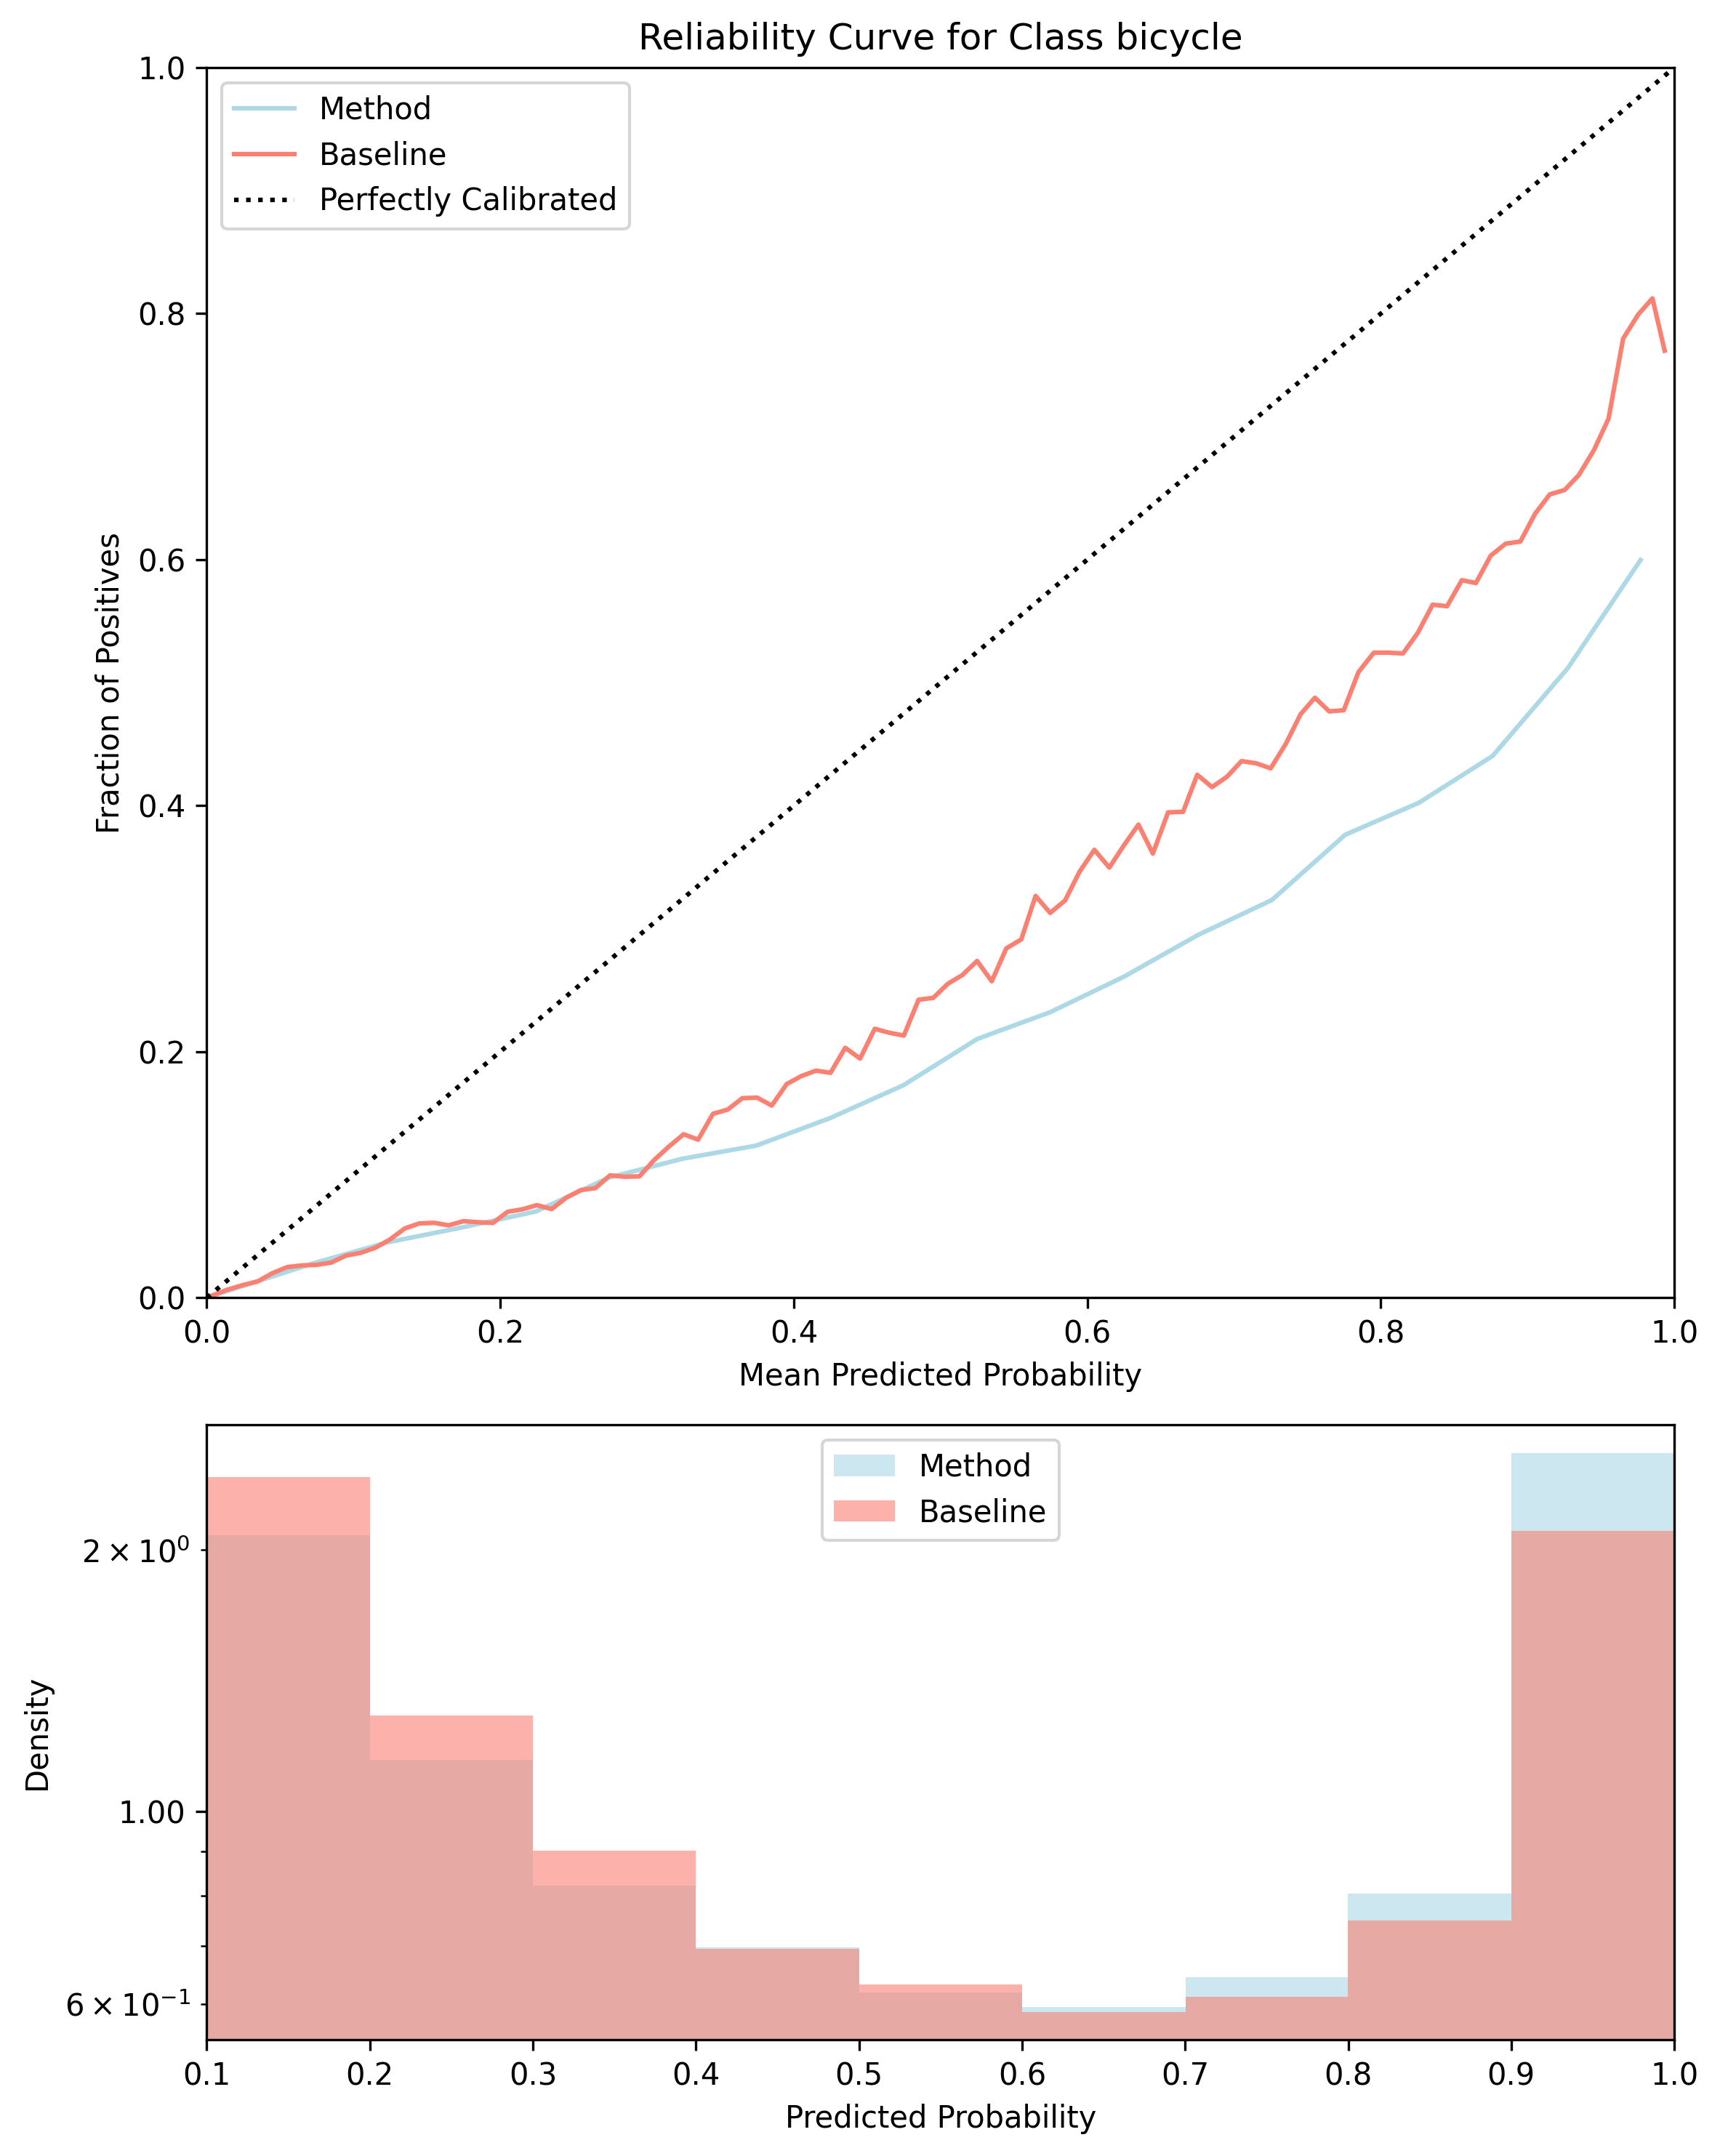 Reliability Curve for Class bicycle
1.0
Method
Baseline
Perfectly Calibrated
0.8
0.6
Fraction of Positives
0.4
0.2
0.0
0.0 0.2 0.4 0.6 0.8 1.0
Mean Predicted Probability
Method
Baseline
2 × 10⁰
Density
1.00
6 × 10⁻¹
0.1 0.2 0.3 0.4 0.5 0.6 0.7 0.8 0.9 1.0
Predicted Probability